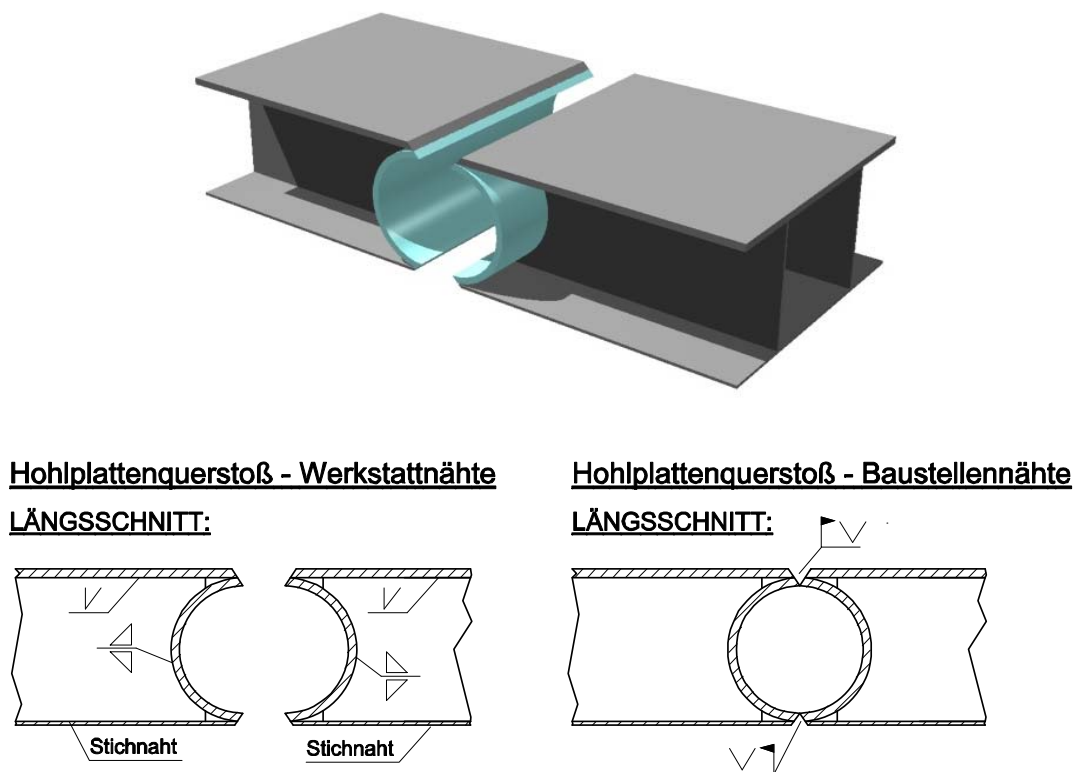 Hohlplattenquerstoß - Werkstattnähte
LÄNGSSCHNITT:
Stichnaht
Stichnaht
Hohlplattenquerstoß - Baustellennähte
LÄNGSSCHNITT: